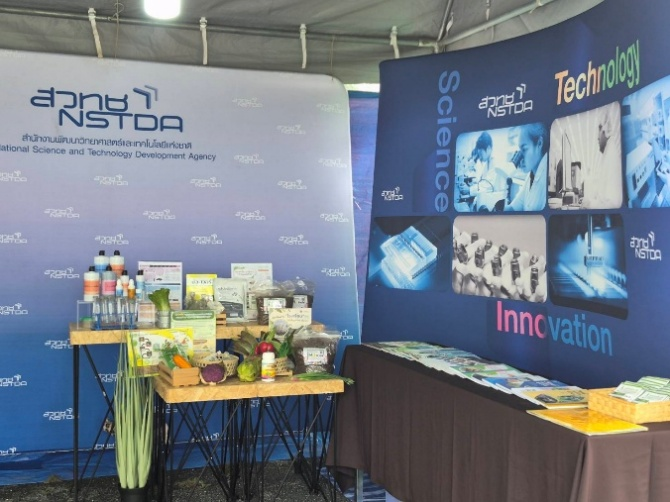 สวทช
NSTDA
สำนักงานพัฒนาวิทยาศาสตร์และเทคโนโลยีแห่งชาติ
ational Science and Technology Development Agency
Science
สวทช
NSTDA
Technology
สวทช
NSTDA
Innovation